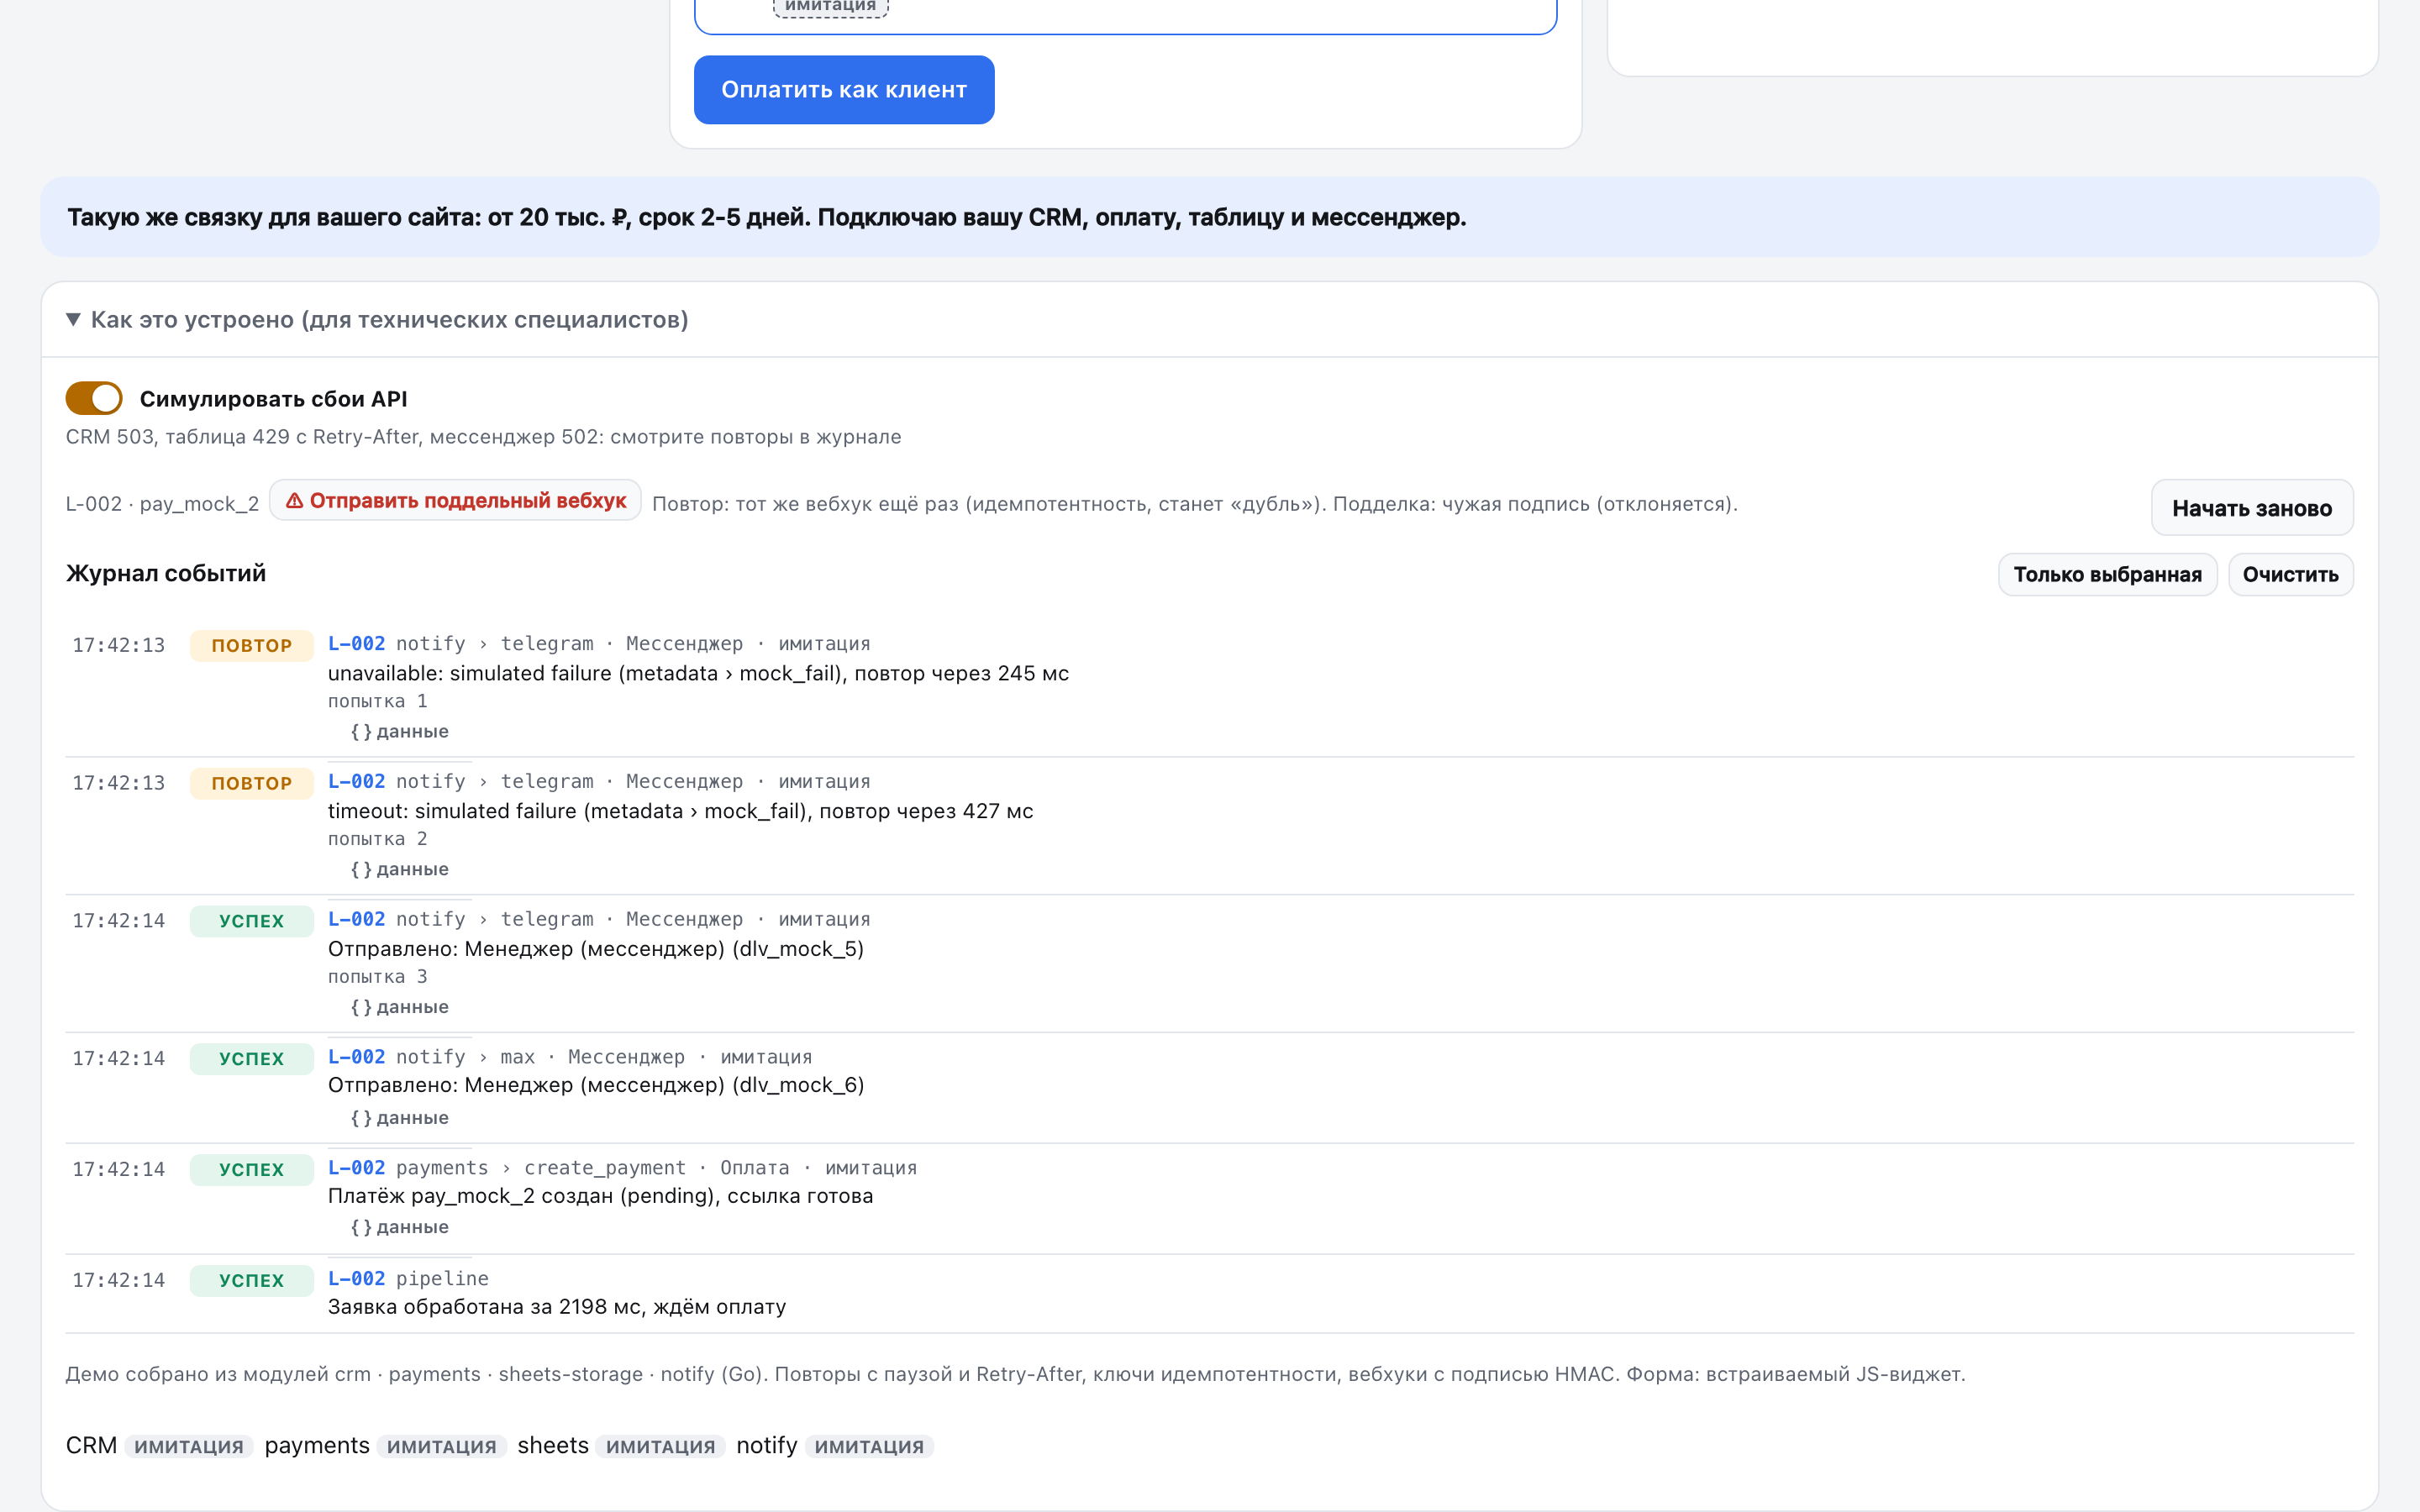 имитация
Оплатить как клиент
Такую же связку для вашего сайта: от 20 тыс. ₽, срок 2-5 дней. Подключаю вашу CRM, оплату, таблицу и мессенджер.
▼ Как это устроено (для технических специалистов)
Симулировать сбои API
CRM 503, таблица 429 с Retry-After, мессенджер 502: смотрите повторы в журнале
L-002 · pay_mock_2 ⚠ Отправить поддельный вебхук Повтор: тот же вебхук ещё раз (идемпотентность, станет «дубль»). Подделка: чужая подпись (отклоняется). Начать заново
Журнал событий Только выбранная Очистить
17:42:13 ПОВТОР L-002 notify › telegram · Мессенджер · имитация
unavailable: simulated failure (metadata › mock_fail), повтор через 245 мс
попытка 1
{ } данные
17:42:13 ПОВТОР L-002 notify › telegram · Мессенджер · имитация
timeout: simulated failure (metadata › mock_fail), повтор через 427 мс
попытка 2
{ } данные
17:42:14 УСПЕХ L-002 notify › telegram · Мессенджер · имитация
Отправлено: Менеджер (мессенджер) (dlv_mock_5)
попытка 3
{ } данные
17:42:14 УСПЕХ L-002 notify › max · Мессенджер · имитация
Отправлено: Менеджер (мессенджер) (dlv_mock_6)
{ } данные
17:42:14 УСПЕХ L-002 payments › create_payment · Оплата · имитация
Платёж pay_mock_2 создан (pending), ссылка готова
{ } данные
17:42:14 УСПЕХ L-002 pipeline
Заявка обработана за 2198 мс, ждём оплату
Демо собрано из модулей crm · payments · sheets-storage · notify (Go). Повторы с паузой и Retry-After, ключи идемпотентности, вебхуки с подписью HMAC. Форма: встраиваемый JS-виджет.
CRM ИМИТАЦИЯ payments ИМИТАЦИЯ sheets ИМИТАЦИЯ notify ИМИТАЦИЯ